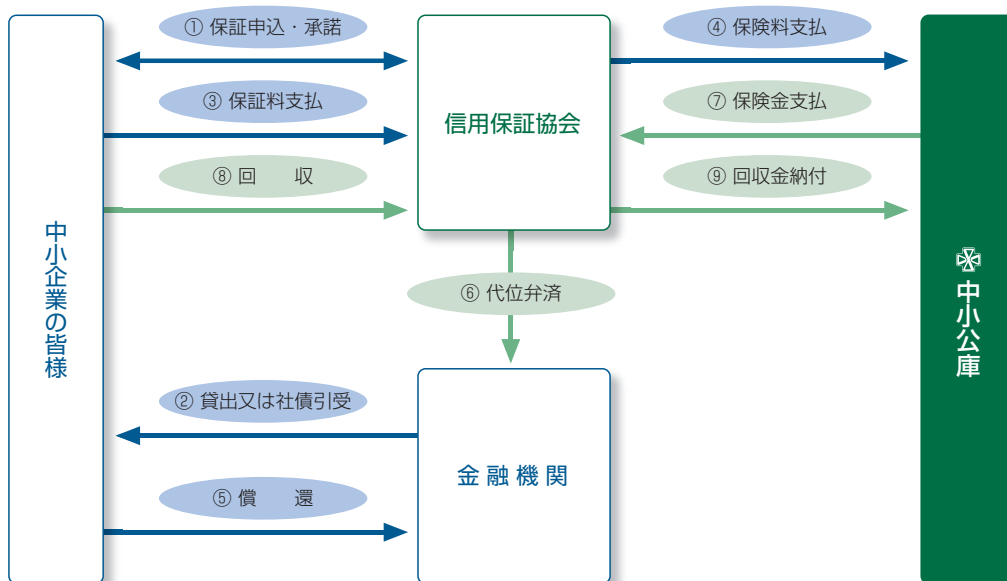 ① 保証申込・承諾
④ 保険料支払
③ 保証料支払
⑦ 保険金支払
信用保証協会
⑧ 回　　収
⑨ 回収金納付
中小企業の皆様
⑥ 代位弁済
中小公庫
② 貸出又は社債引受
金融機関
⑤ 償　　還